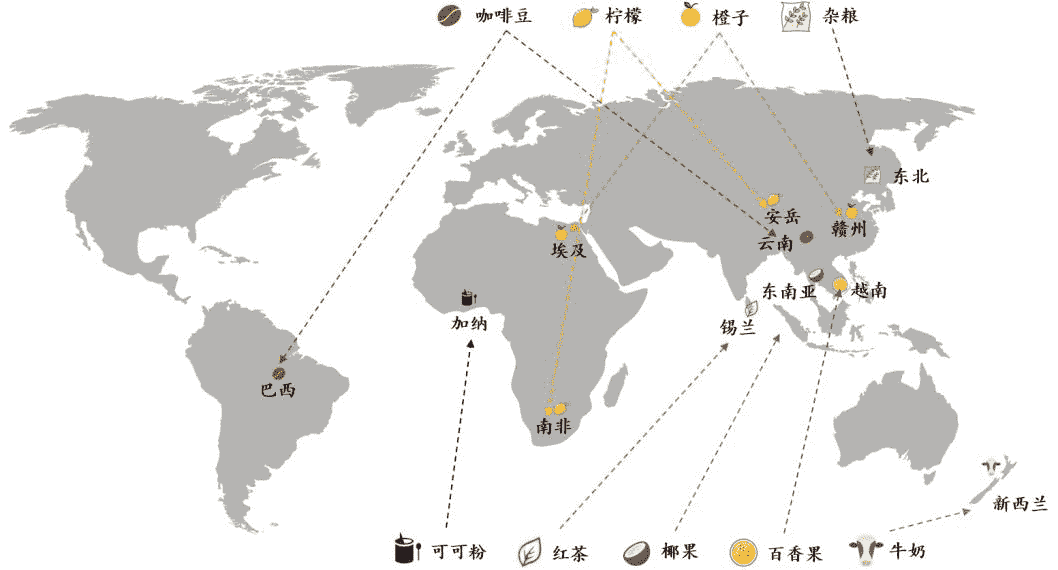 咖啡豆 柠檬 橙子 杂粮
东北
安岳
赣州
云南
埃及
东南亚 越南
加纳
锡兰
巴西
南非
新西兰
可可粉 红茶 椰果 百香果 牛奶